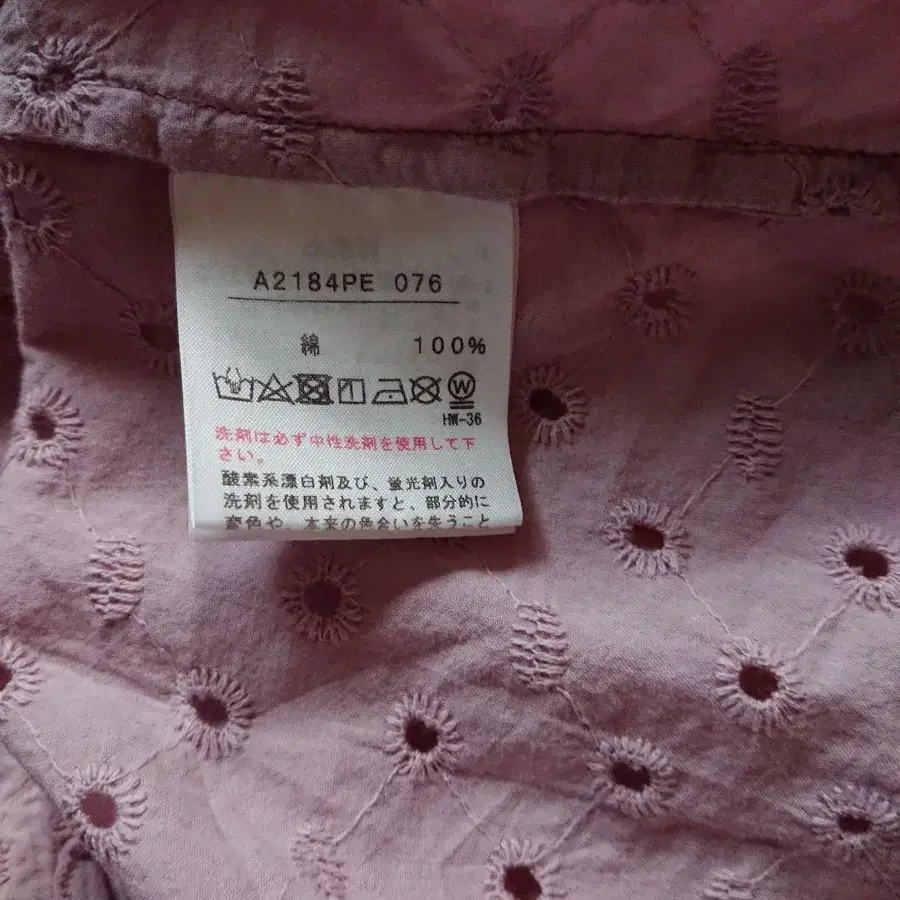 A2184PE 076
綿 100%
W
HW-36
洗剤は必ず中性洗剤を使用して下
さい。
酸素系漂白剤及び、蛍光剤入りの
洗剤を使用されますと、部分的に
変色や、本来の色合いを失うこと